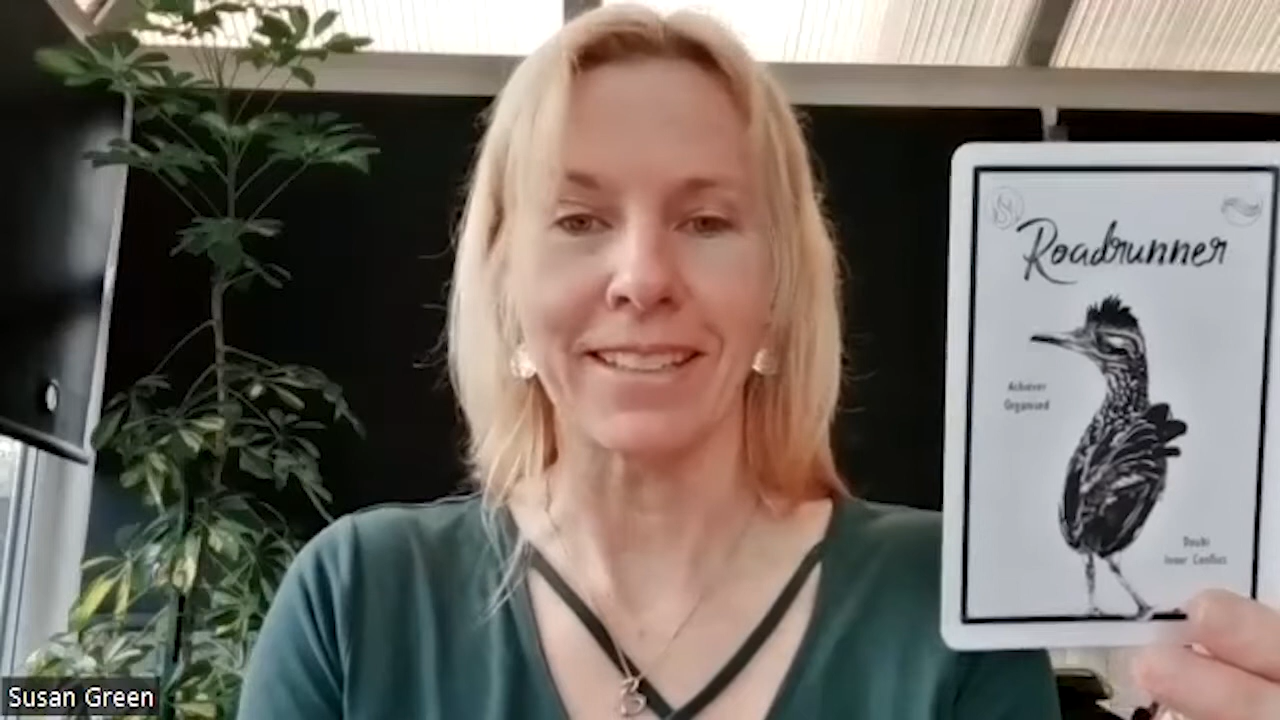 Roadrunner
Achiever
Organised
Doubt
Inner Conflict
Susan Green